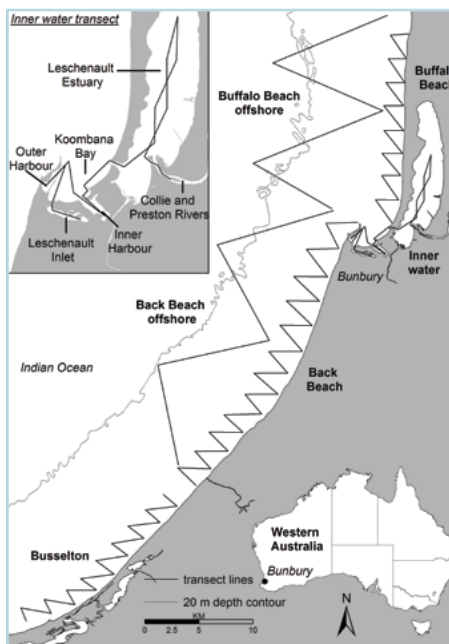 Inner water transect
Leschenault
Estuary
Koombana
Bay
Outer
Harbour
Collie and
Preston Rivers
Inner
Harbour
Leschenault
Inlet
Buffalo Beach
offshore
Buffalo
Beach
Inner
water
Bunbury
Back Beach
offshore
Indian Ocean
Back
Beach
Busselton
Western
Australia
Bunbury
transect lines
20 m depth contour
KM
0 2.5 5 10
N